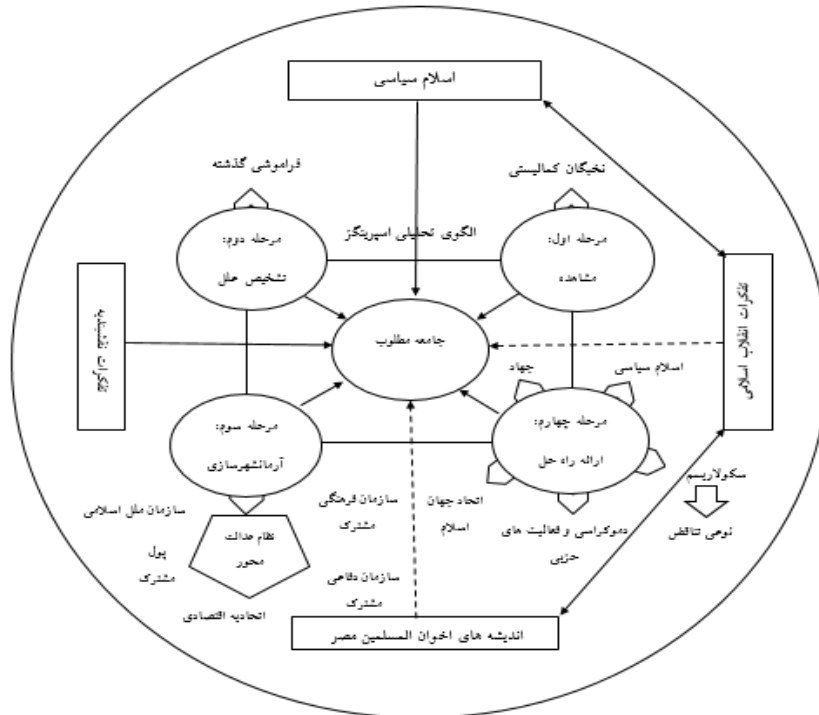 اسلام سیاسی
نخبگان کمالیستی
فراموشی گذشته
الگوی تحلیلی اسپریگز
مرحله اول:
مشاهده
مرحله دوم:
تشخیص علل
تفکرات انقلاب اسلامی
تفکرات نقشبندیه
جامعه مطلوب
اسلام سیاسی
جهاد
مرحله چهارم:
ارائه راه حل
مرحله سوم:
آرمانشهرسازی
سکولاریسم
نوعی تناقض
اتحاد جهان
اسلام
دموکراسی و فعالیت های
حزبی
سازمان فرهنگی
مشترک
سازمان ملل اسلامی
نظام عدالت
محور
پول
مشترک
سازمان دفاعی
مشترک
اتحادیه اقتصادی
اندیشه های اخوان المسلمین مصر